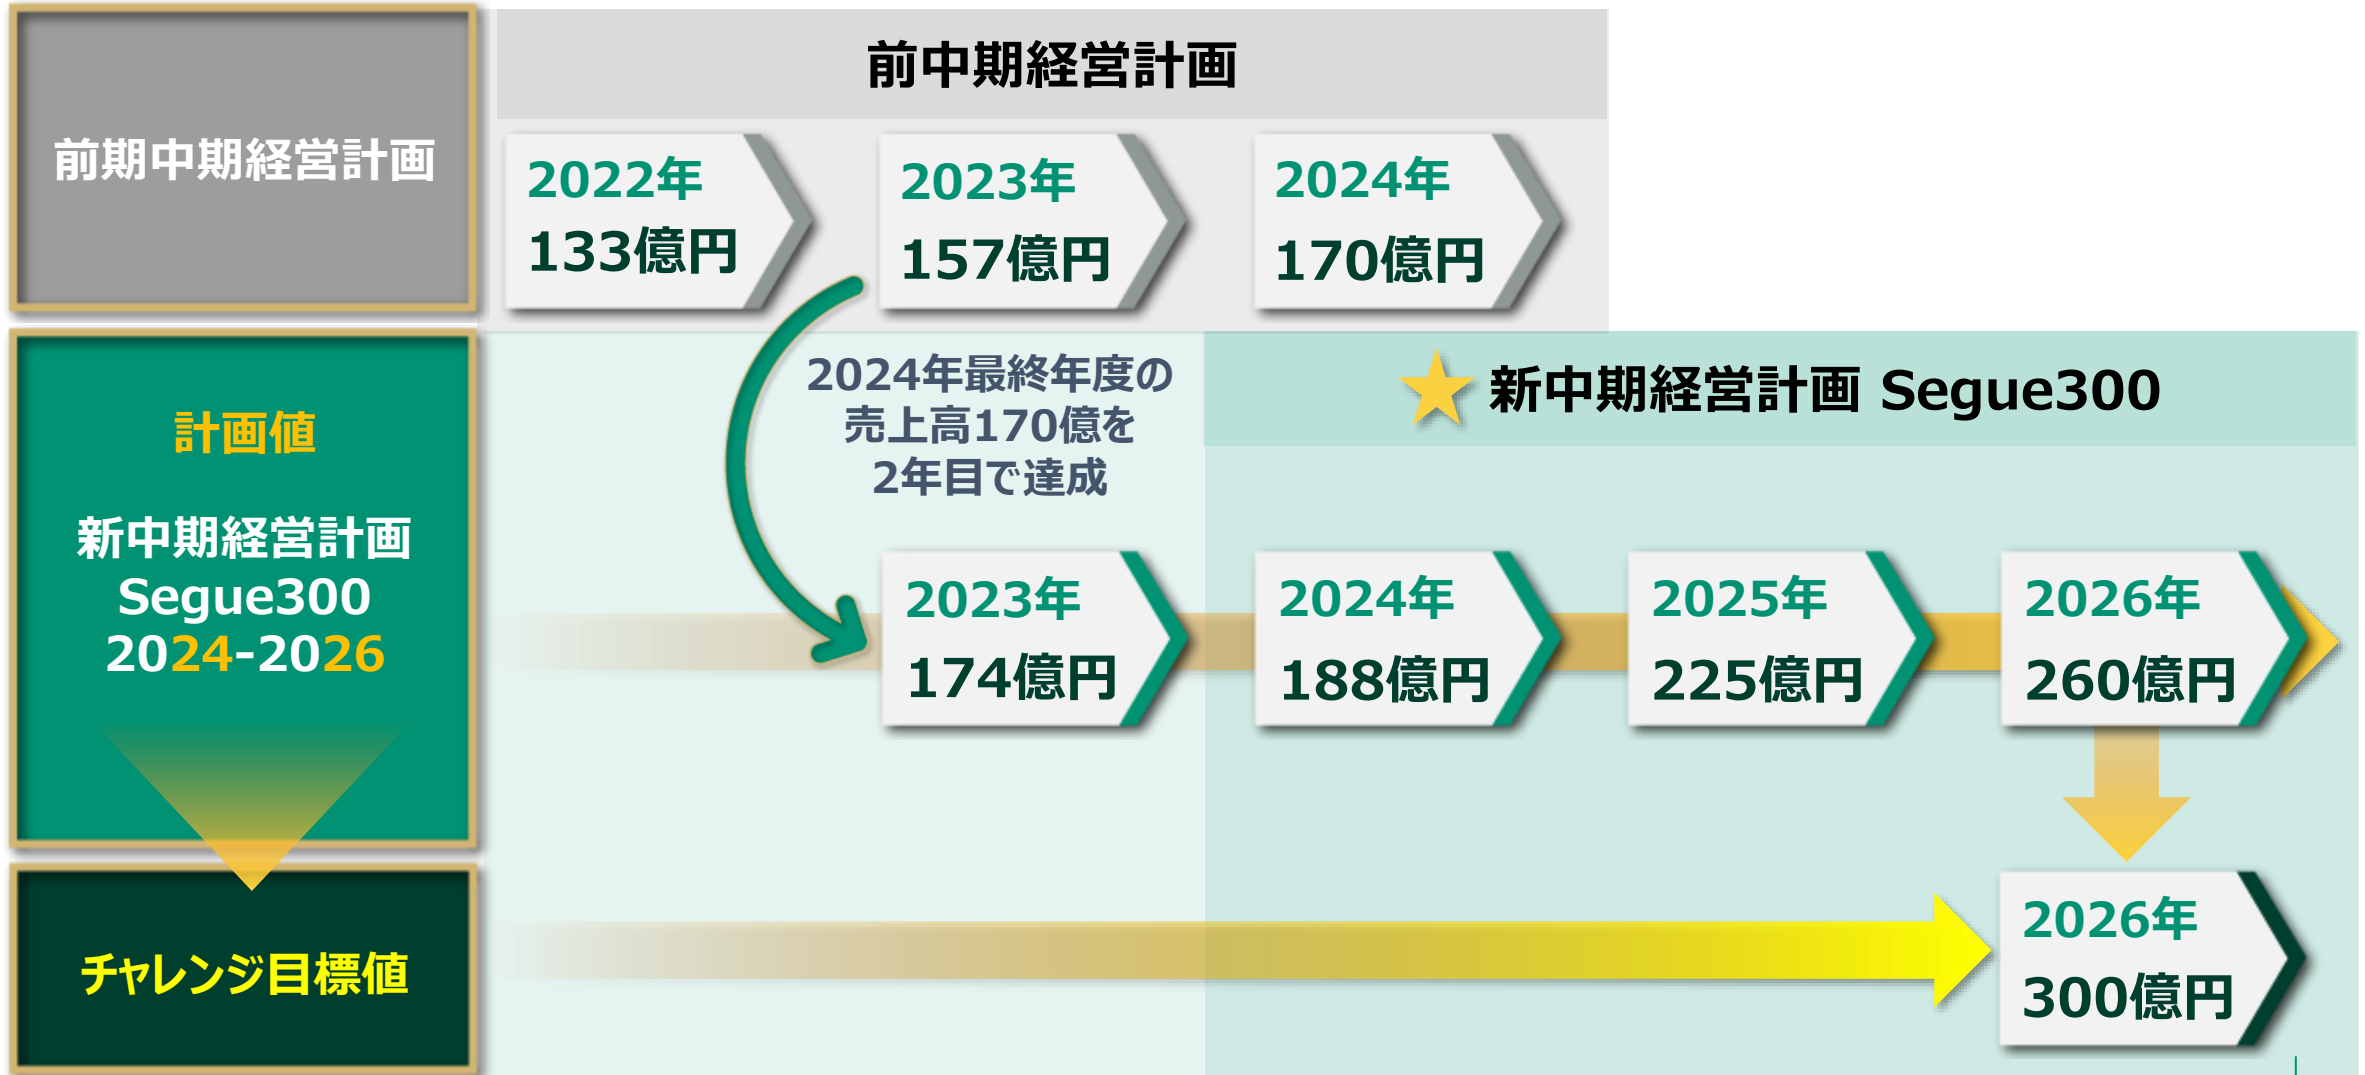 前期中期経営計画
前中期経営計画
2022年
133億円
2023年
157億円
2024年
170億円
計画値
新中期経営計画
Segue300
2024-2026
2024年最終年度の
売上高170億を
2年目で達成
新中期経営計画 Segue300
2023年
174億円
2024年
188億円
2025年
225億円
2026年
260億円
チャレンジ目標値
2026年
300億円